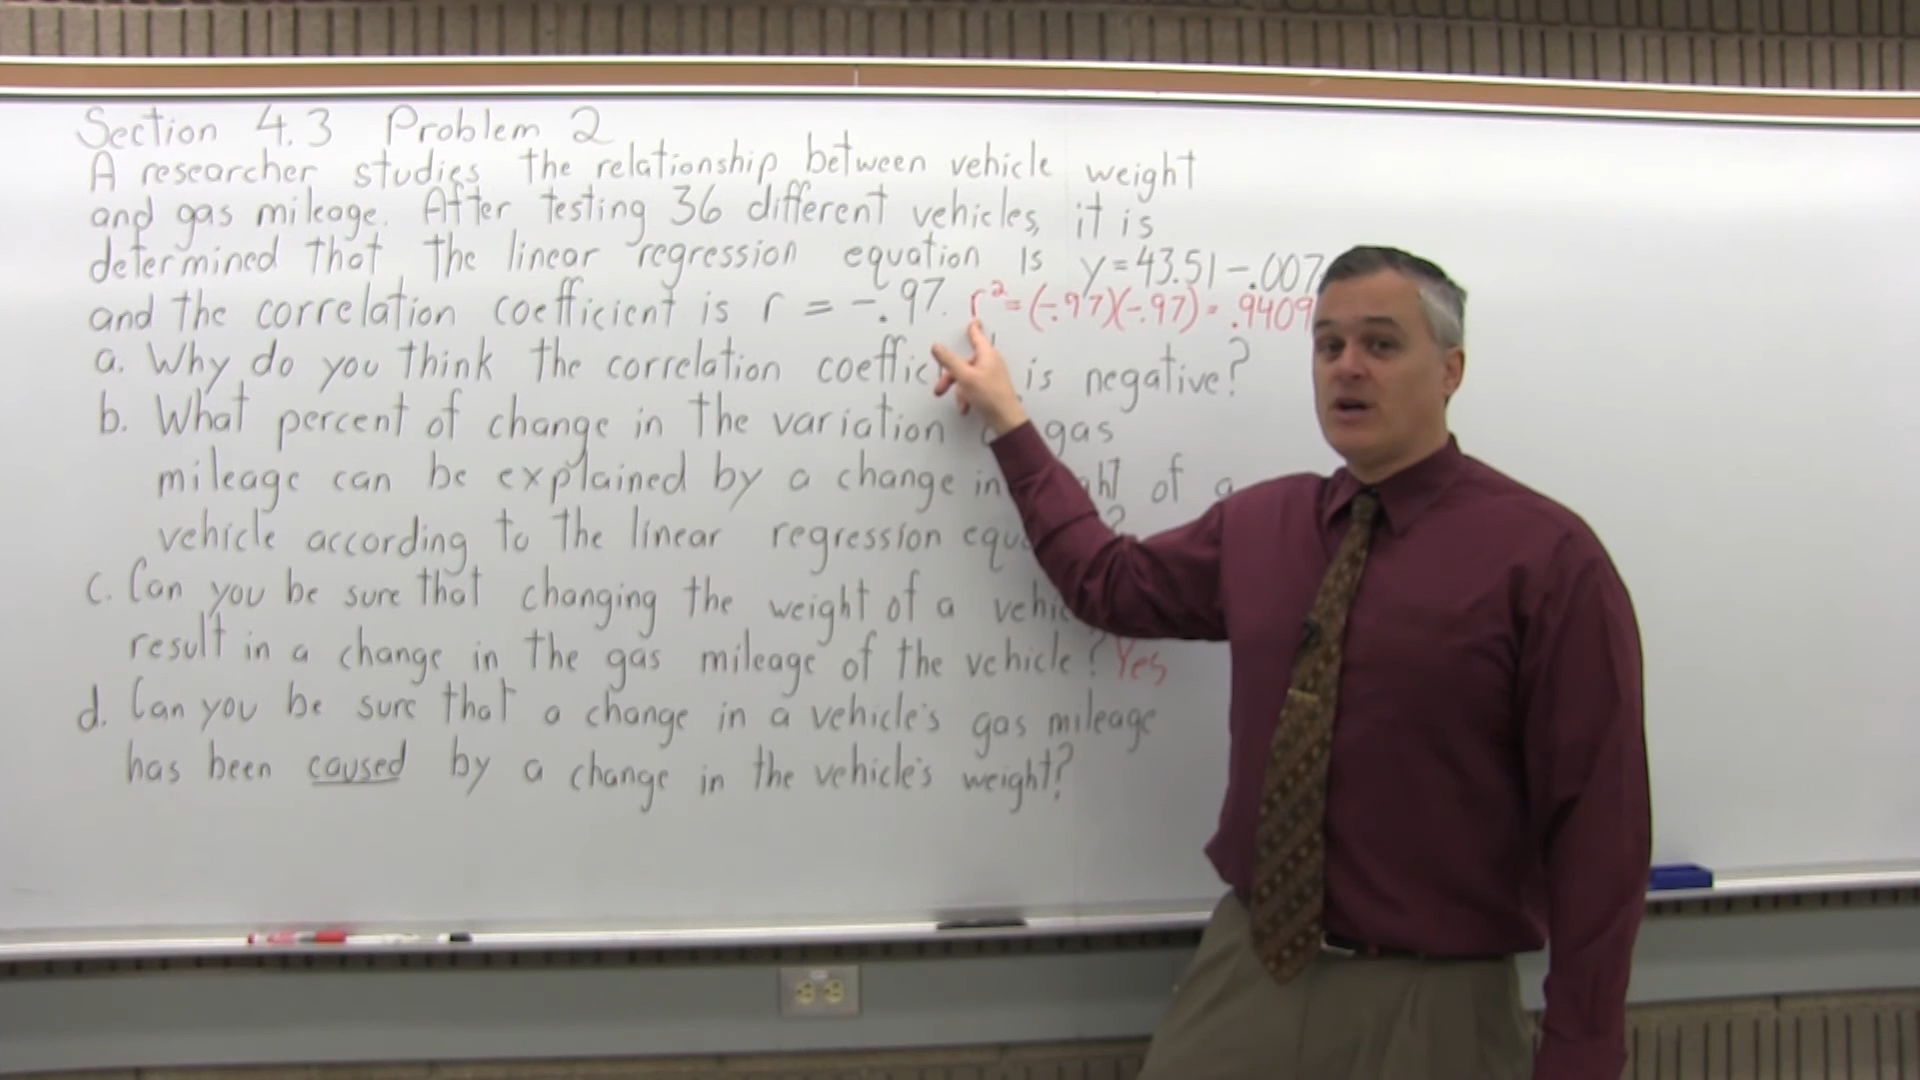 Section 4.3 Problem 2
A researcher studies the relationship between vehicle weight
and gas mileage. After testing 36 different vehicles, it is
determined that the linear regression equation is y = 43.51 - .007
and the correlation coefficient is r = -.97. r² = (-.97)(-.97) = .9409
a. Why do you think the correlation is negative?
b. What percent of change in the variation gas
mileage can be explained by a change in of a
vehicle according to the linear regression ?
c. Can you be sure that changing the weight of a
result in a change in the gas mileage of the vehicle? Yes
d. Can you be sure that a change in a vehicle's gas mileage
has been caused by a change in the vehicle's weight?